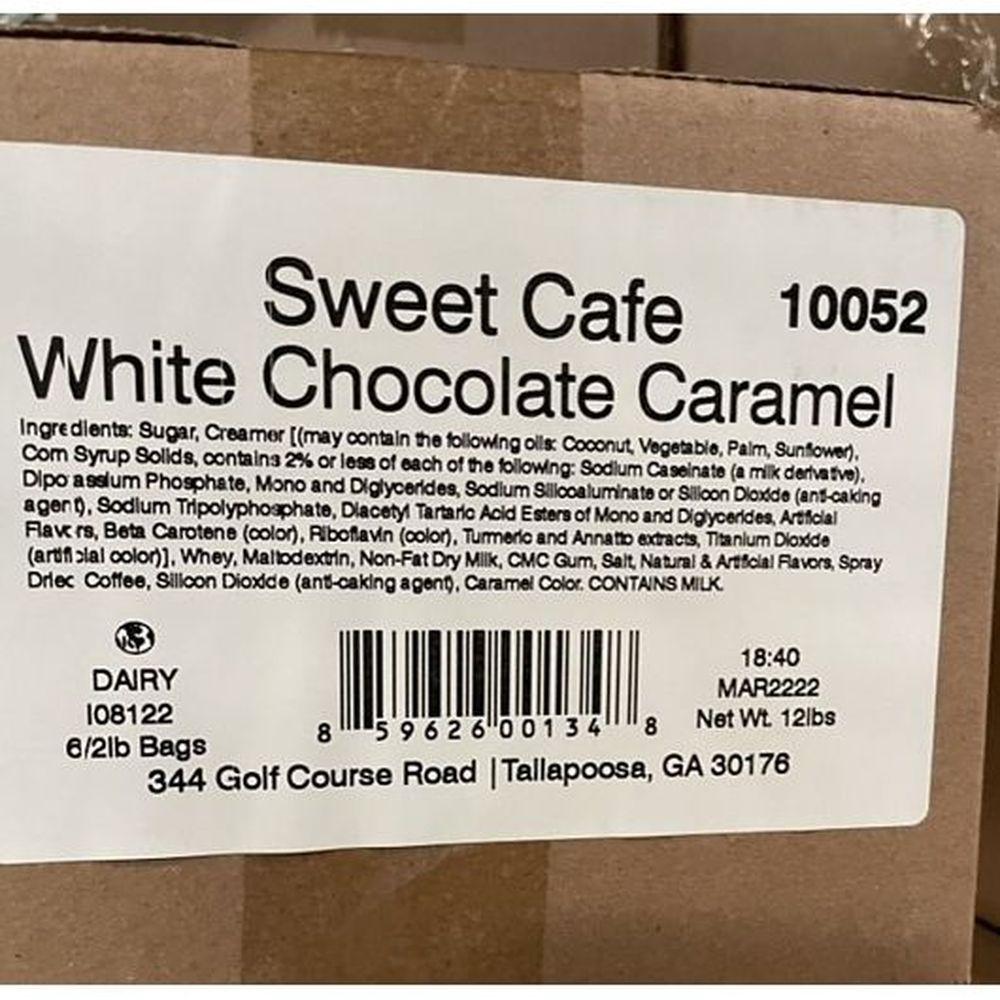 Sweet Cafe
10052
White Chocolate Caramel
Ingredients: Sugar, Creamer [(may contain the following oils: Coconut, Vegetable, Palm, Sunflower),
Corn Syrup Solids, contains 2% or less of each of the following: Sodium Caseinate (a milk derivative),
Dipotassium Phosphate, Mono and Diglycerides, Sodium Silicoaluminate or Silicon Dioxide (anti-caking
agent), Sodium Tripolyphosphate, Diacetyl Tartaric Acid Esters of Mono and Diglycerides, Artificial
Flavors, Beta Carotene (color), Riboflavin (color), Turmeric and Annatto extracts, Titanium Dioxide
(artificial color)], Whey, Maltodextrin, Non-Fat Dry Milk, CMC Gum, Salt, Natural & Artificial Flavors, Spray
Dried Coffee, Silicon Dioxide (anti-caking agent), Caramel Color. CONTAINS MILK.
DAIRY
I08122
6/2lb Bags
8 59626 00134 8
18:40
MAR2222
Net Wt. 12lbs
344 Golf Course Road | Tallapoosa, GA 30176